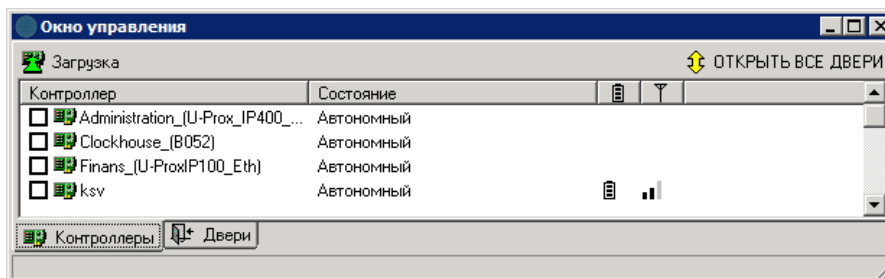 Окно управления
Загрузка ОТКРЫТЬ ВСЕ ДВЕРИ
Контроллер Состояние
Administration_(U-Prox_IP400_... Автономный
Clockhouse_(B052) Автономный
Finans_(U-ProxIP100_Eth) Автономный
ksv Автономный
Контроллеры Двери